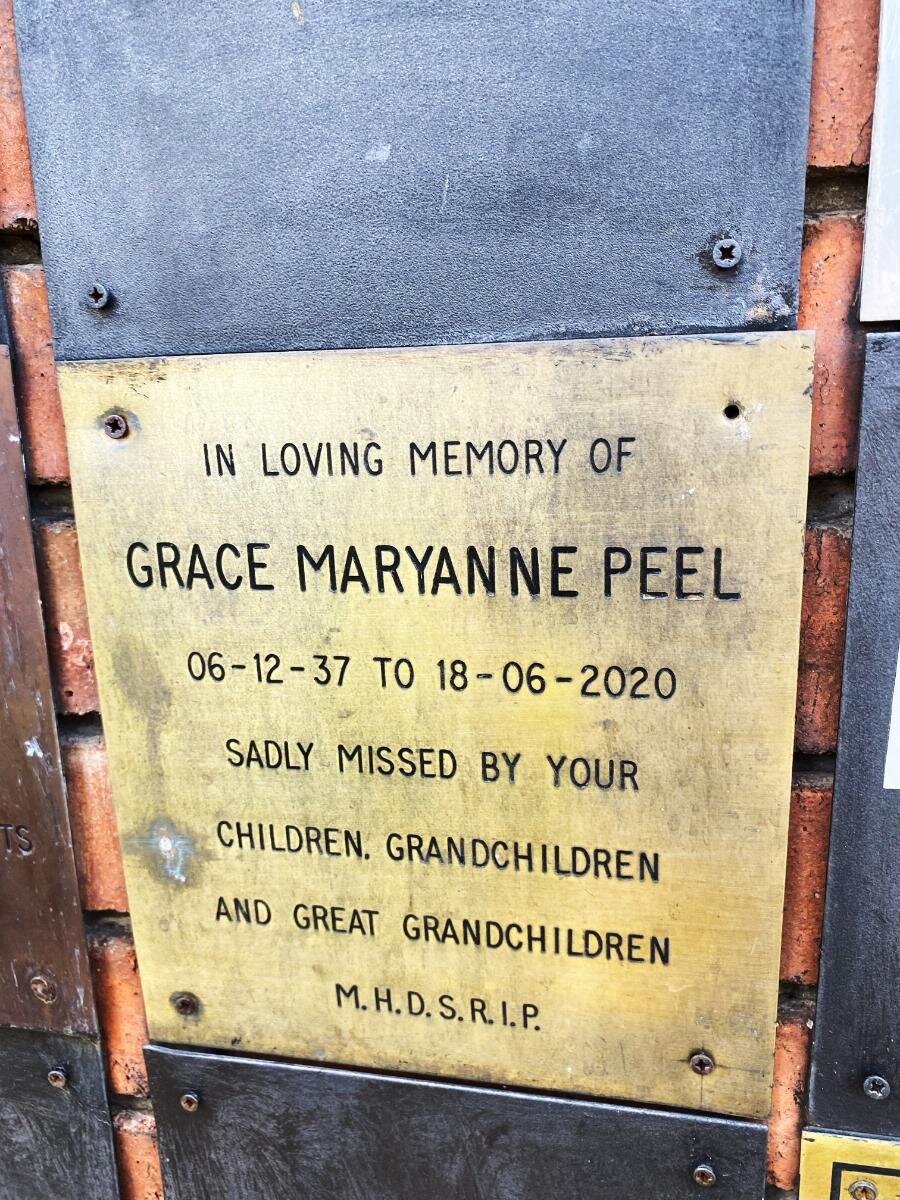 IN LOVING MEMORY OF
GRACE MARYANNE PEEL
06-12-37 TO 18-06-2020
SADLY MISSED BY YOUR
CHILDREN. GRANDCHILDREN
AND GREAT GRANDCHILDREN
M.H.D.S.R.I.P.